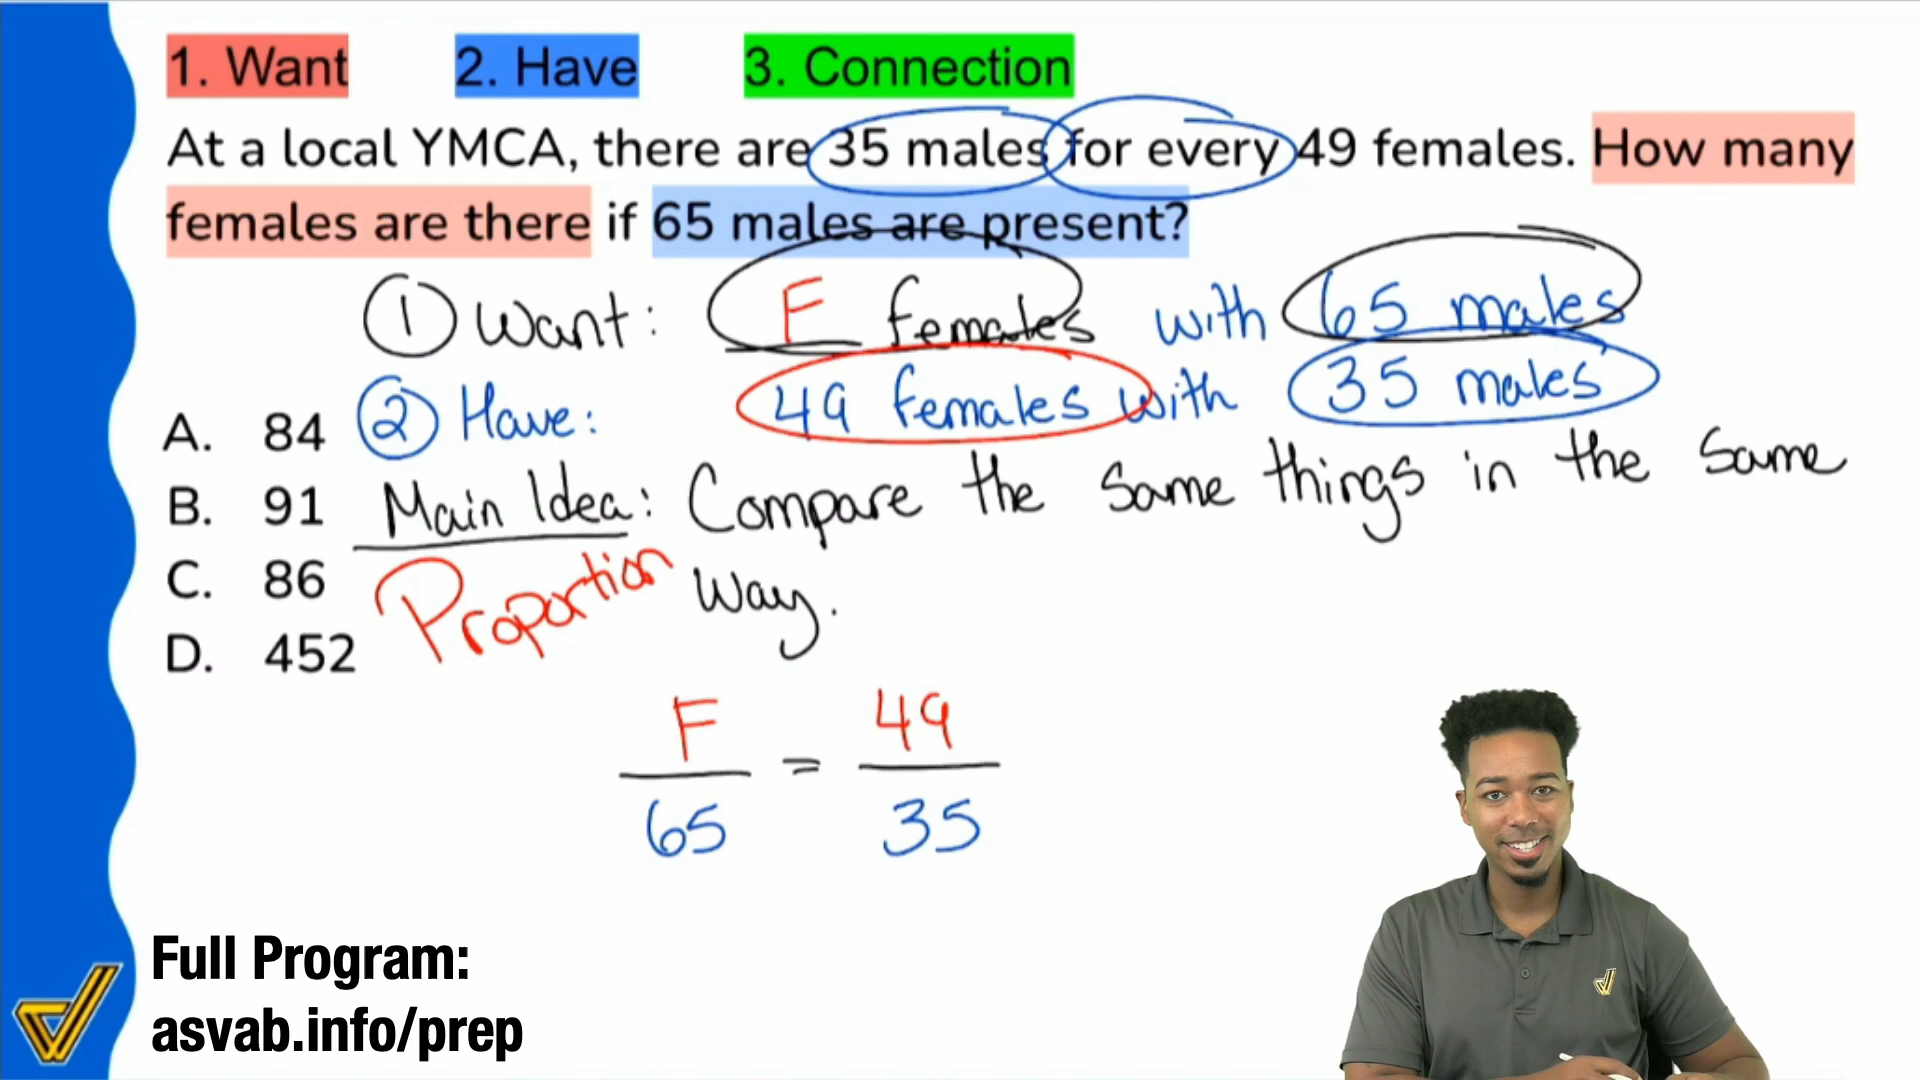 1. Want 2. Have 3. Connection
At a local YMCA, there are 35 males for every 49 females. How many
females are there if 65 males are present?
① Want: F females with 65 males
② Have: 49 females with 35 males
A. 84
B. 91
C. 86
D. 452
Main Idea: Compare the same things in the same
way.
Proportion
F/65 = 49/35
Full Program:
asvab.info/prep